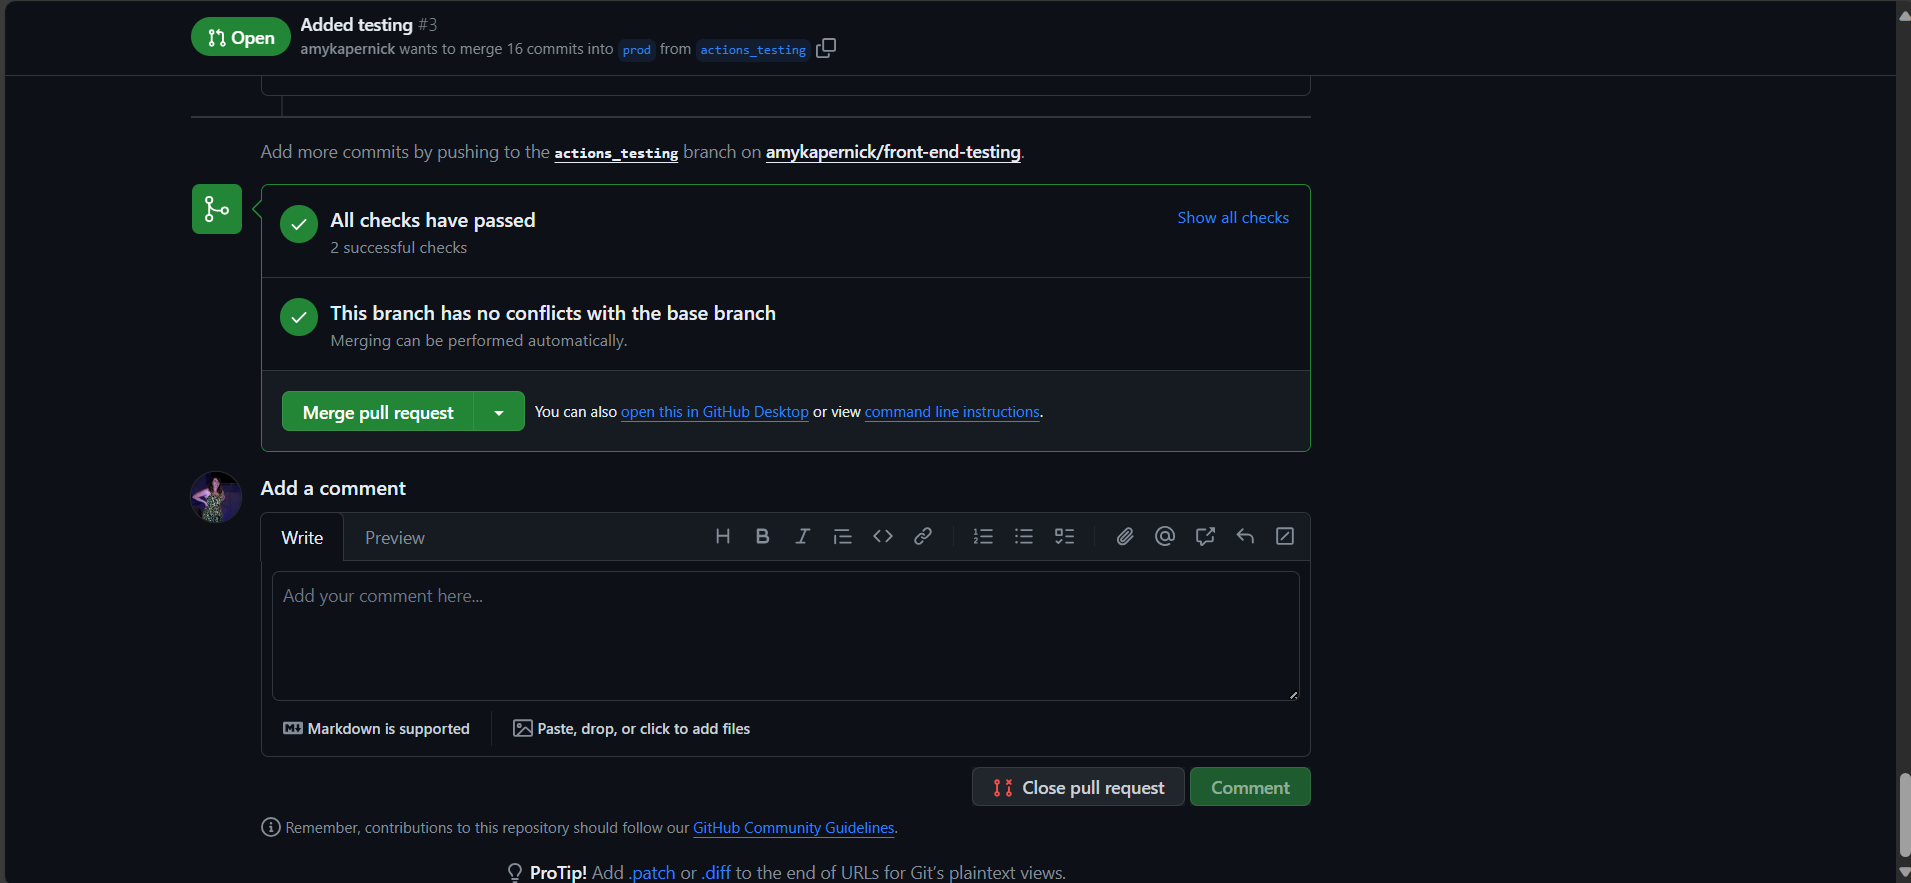 Open
Added testing #3
amykapernick wants to merge 16 commits into prod from actions_testing
Add more commits by pushing to the actions_testing branch on amykapernick/front-end-testing.
All checks have passed
Show all checks
2 successful checks
This branch has no conflicts with the base branch
Merging can be performed automatically.
Merge pull request
You can also open this in GitHub Desktop or view command line instructions.
Add a comment
Write
Preview
Add your comment here...
Markdown is supported
Paste, drop, or click to add files
Close pull request
Comment
Remember, contributions to this repository should follow our GitHub Community Guidelines.
ProTip! Add .patch or .diff to the end of URLs for Git's plaintext views.